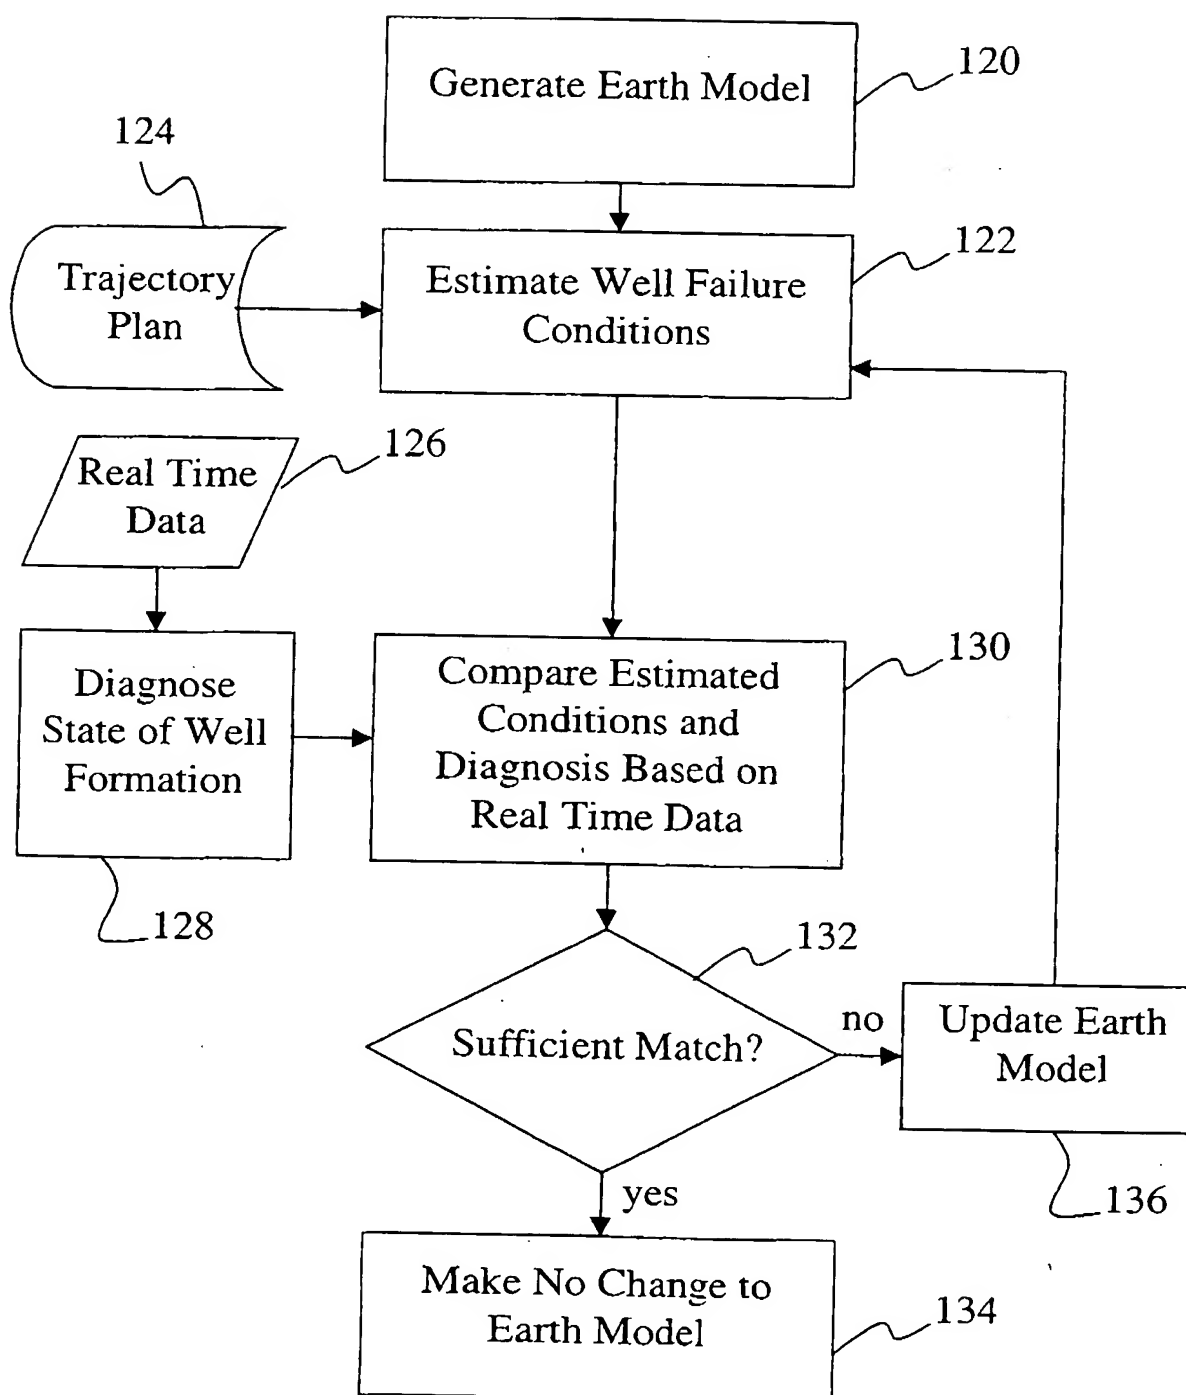 Generate Earth Model
120
124
Trajectory
Plan
Estimate Well Failure
Conditions
122
Real Time
Data
126
Diagnose
State of Well
Formation
128
Compare Estimated
Conditions and
Diagnosis Based on
Real Time Data
130
Sufficient Match?
132
no
Update Earth
Model
136
yes
Make No Change to
Earth Model
134